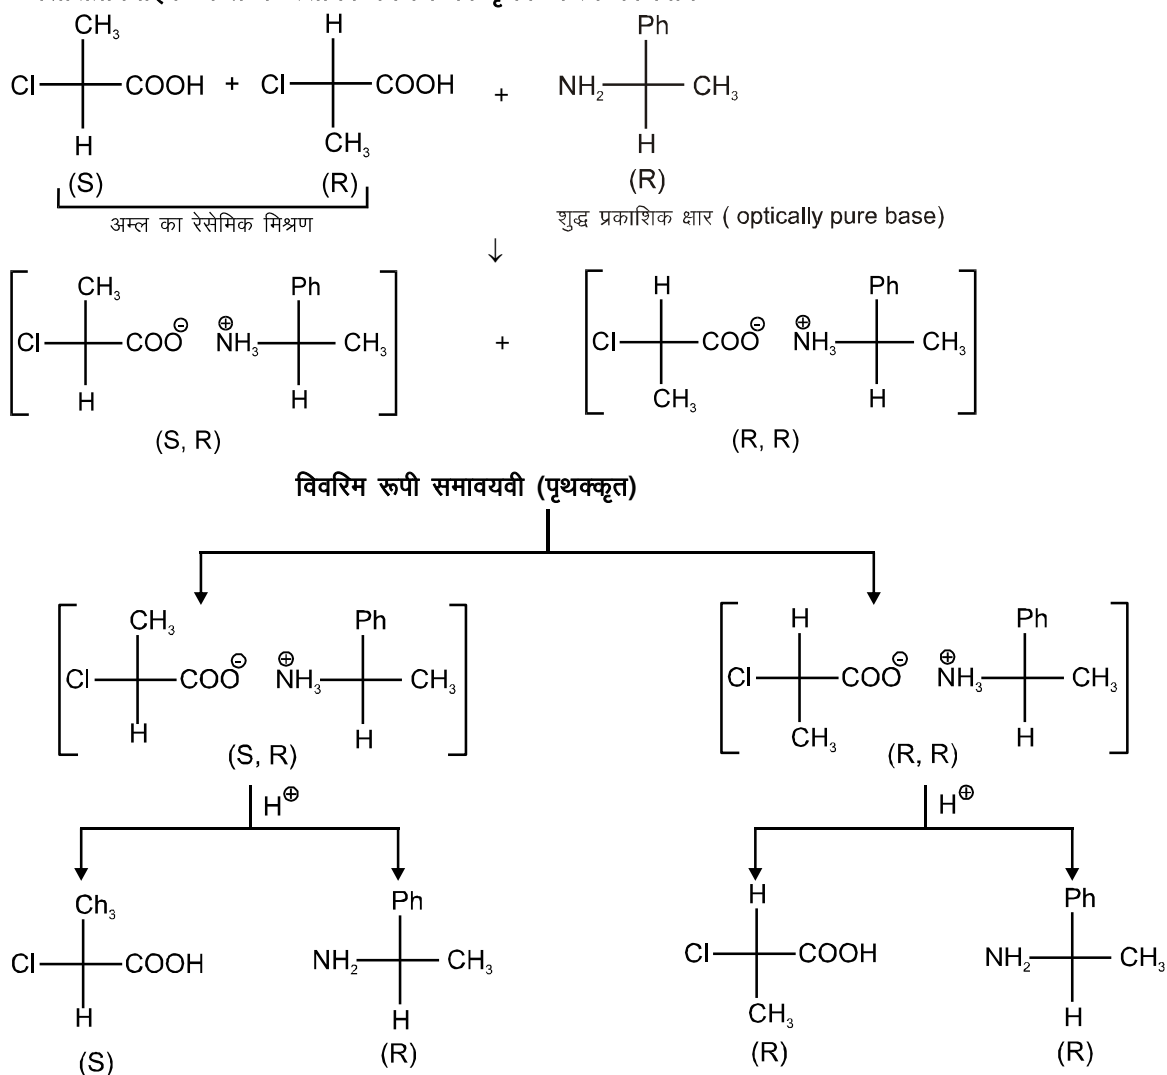 CH₃ H Ph
Cl COOH + Cl COOH + NH₂ CH₃
H CH₃ H
(S) (R) (R)
अम्ल का रेसेमिक मिश्रण शुद्ध प्रकाशिक क्षार ( optically pure base)
↓
CH₃ Ph H Ph
Cl COO⊖ ⊕NH₃ CH₃ + Cl COO⊖ ⊕NH₃ CH₃
H H CH₃ H
(S, R) (R, R)
विवरिम रूपी समावयवी (पृथक्कृत)
CH₃ Ph H Ph
Cl COO⊖ ⊕NH₃ CH₃ Cl COO⊖ ⊕NH₃ CH₃
H H CH₃ H
(S, R) (R, R)
H⊕ H⊕
Ch₃ Ph H Ph
Cl COOH NH₂ CH₃ Cl COOH NH₂ CH₃
H H CH₃ H
(S) (R) (R) (R)